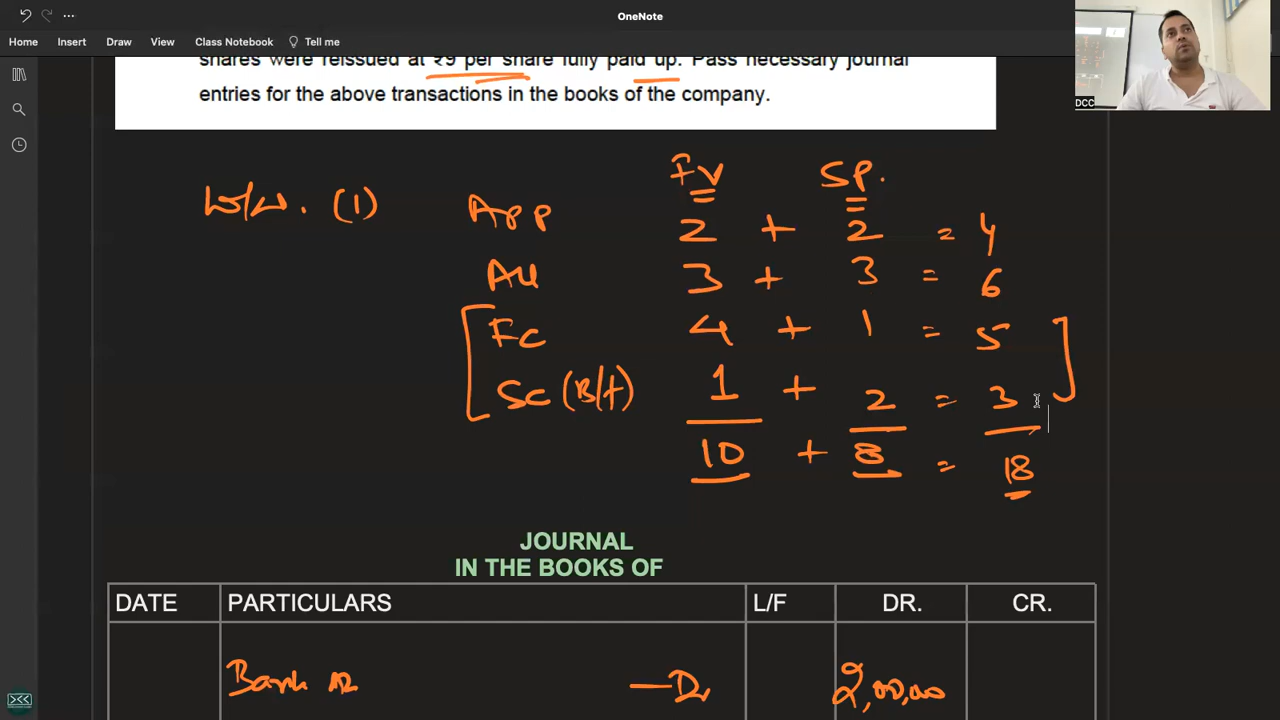 OneNote
Home Insert Draw View Class Notebook Tell me
shares were reissued at ₹9 per share fully paid up. Pass necessary journal
entries for the above transactions in the books of the company.
DCC
FV SP.
W/W. (1) App 2 + 2 = 4
All 3 + 3 = 6
FC 4 + 1 = 5
SC (B/f) 1 + 2 = 3
10 + 8 = 18
JOURNAL
IN THE BOOKS OF
DATE PARTICULARS L/F DR. CR.
Bank — Dr 2,00,00